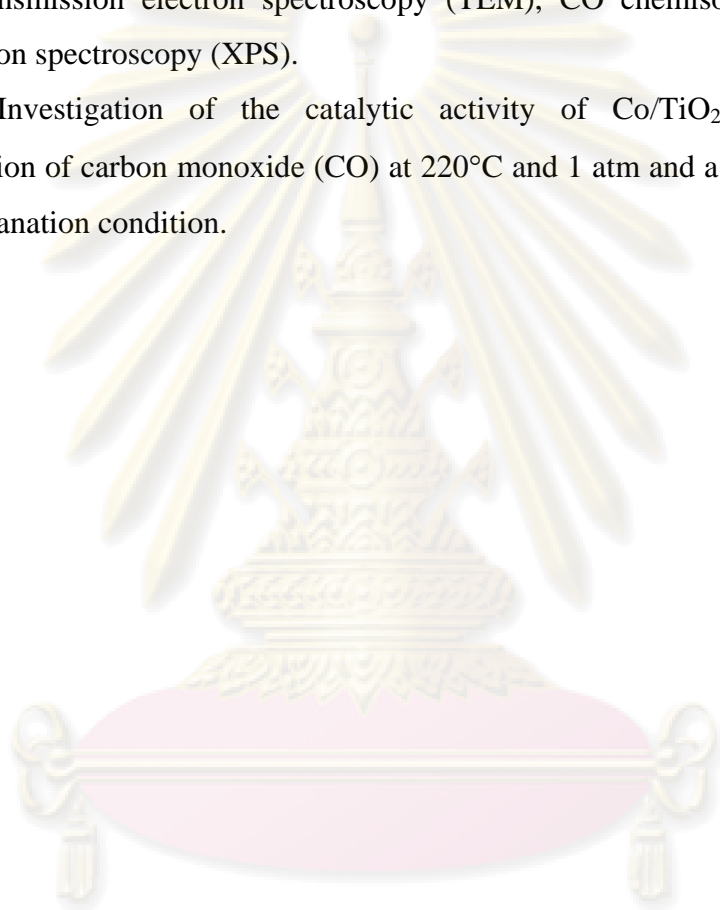 nsmission electron spectroscopy (TEM), CO chemiso
on spectroscopy (XPS).
Investigation of the catalytic activity of Co/TiO₂
ion of carbon monoxide (CO) at 220°C and 1 atm and a
anation condition.